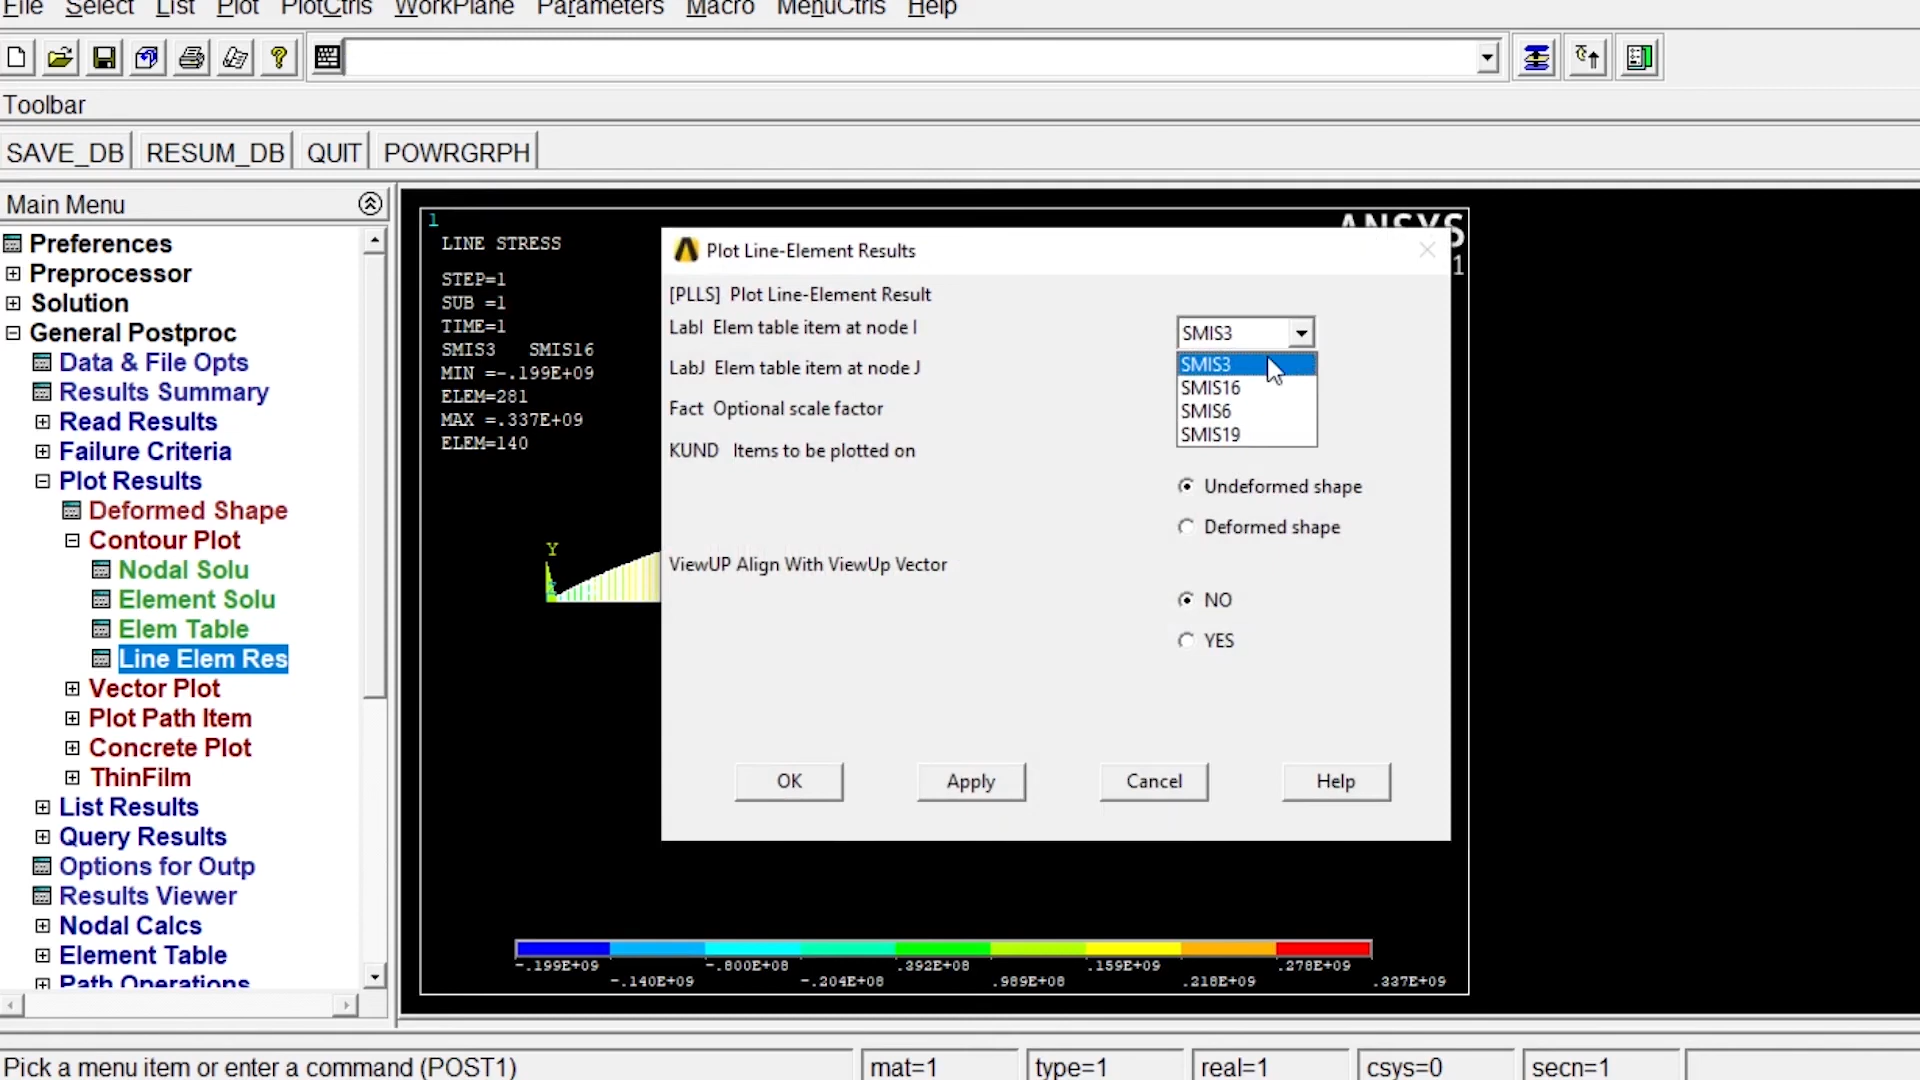 File Select List Plot PlotCtrls WorkPlane Parameters Macro MenuCtrls Help
Toolbar
SAVE_DB RESUM_DB QUIT POWRGRPH
Main Menu
Preferences
Preprocessor
Solution
General Postproc
Data & File Opts
Results Summary
Read Results
Failure Criteria
Plot Results
Deformed Shape
Contour Plot
Nodal Solu
Element Solu
Elem Table
Line Elem Res
Vector Plot
Plot Path Item
Concrete Plot
ThinFilm
List Results
Query Results
Options for Outp
Results Viewer
Nodal Calcs
Element Table
Path Operations
1
LINE STRESS
STEP=1
SUB =1
TIME=1
SMIS3 SMIS16
MIN =-.199E+09
ELEM=281
MAX =.337E+09
ELEM=140
ANSYS
1
Y
Plot Line-Element Results
[PLLS] Plot Line-Element Result
LabI Elem table item at node I
SMIS3
LabJ Elem table item at node J
SMIS3
SMIS16
SMIS6
SMIS19
Fact Optional scale factor
KUND Items to be plotted on
Undeformed shape
Deformed shape
ViewUP Align With ViewUp Vector
NO
YES
OK Apply Cancel Help
-.199E+09 -.800E+08 .392E+08 .159E+09 .278E+09
-.140E+09 -.204E+08 .989E+08 .218E+09 .337E+09
Pick a menu item or enter a command (POST1) mat=1 type=1 real=1 csys=0 secn=1